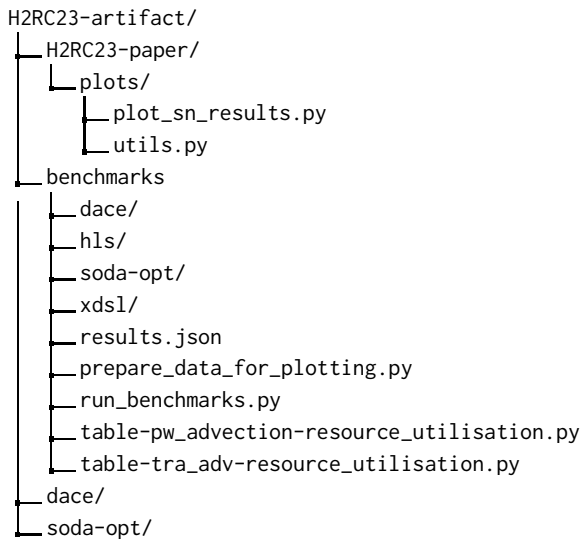 H2RC23-artifact/
H2RC23-paper/
plots/
plot_sn_results.py
utils.py
benchmarks
dace/
hls/
soda-opt/
xdsl/
results.json
prepare_data_for_plotting.py
run_benchmarks.py
table-pw_advection-resource_utilisation.py
table-tra_adv-resource_utilisation.py
dace/
soda-opt/